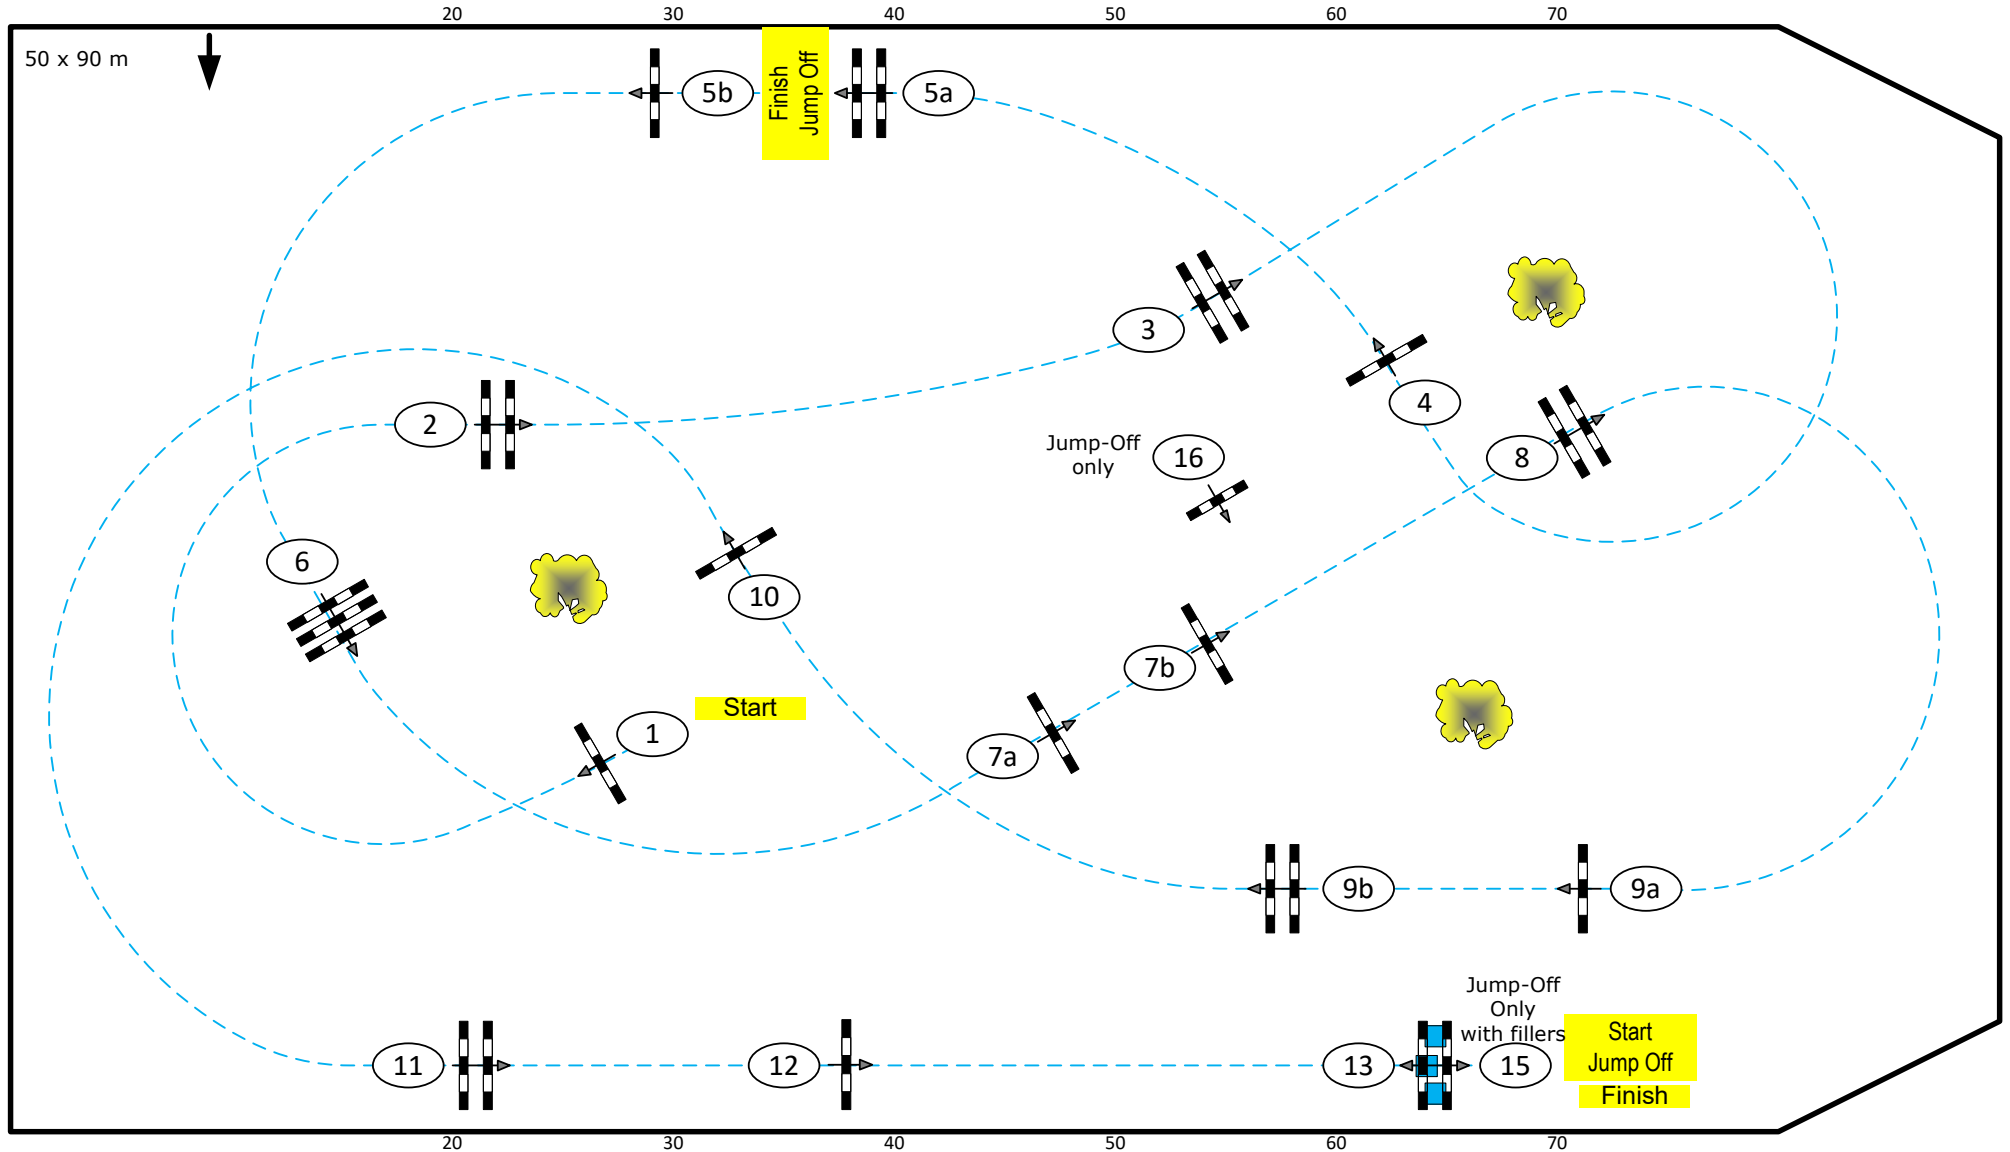 20 30 40 50 60 70
50 x 90 m
5b
Finish
Jump Off
5a
3
2
4
Jump-Off
only
16
8
6
10
7b
Start
1
7a
9b
9a
Jump-Off
Only
with fillers
11
12
13
15
Start
Jump Off
Finish
20 30 40 50 60 70